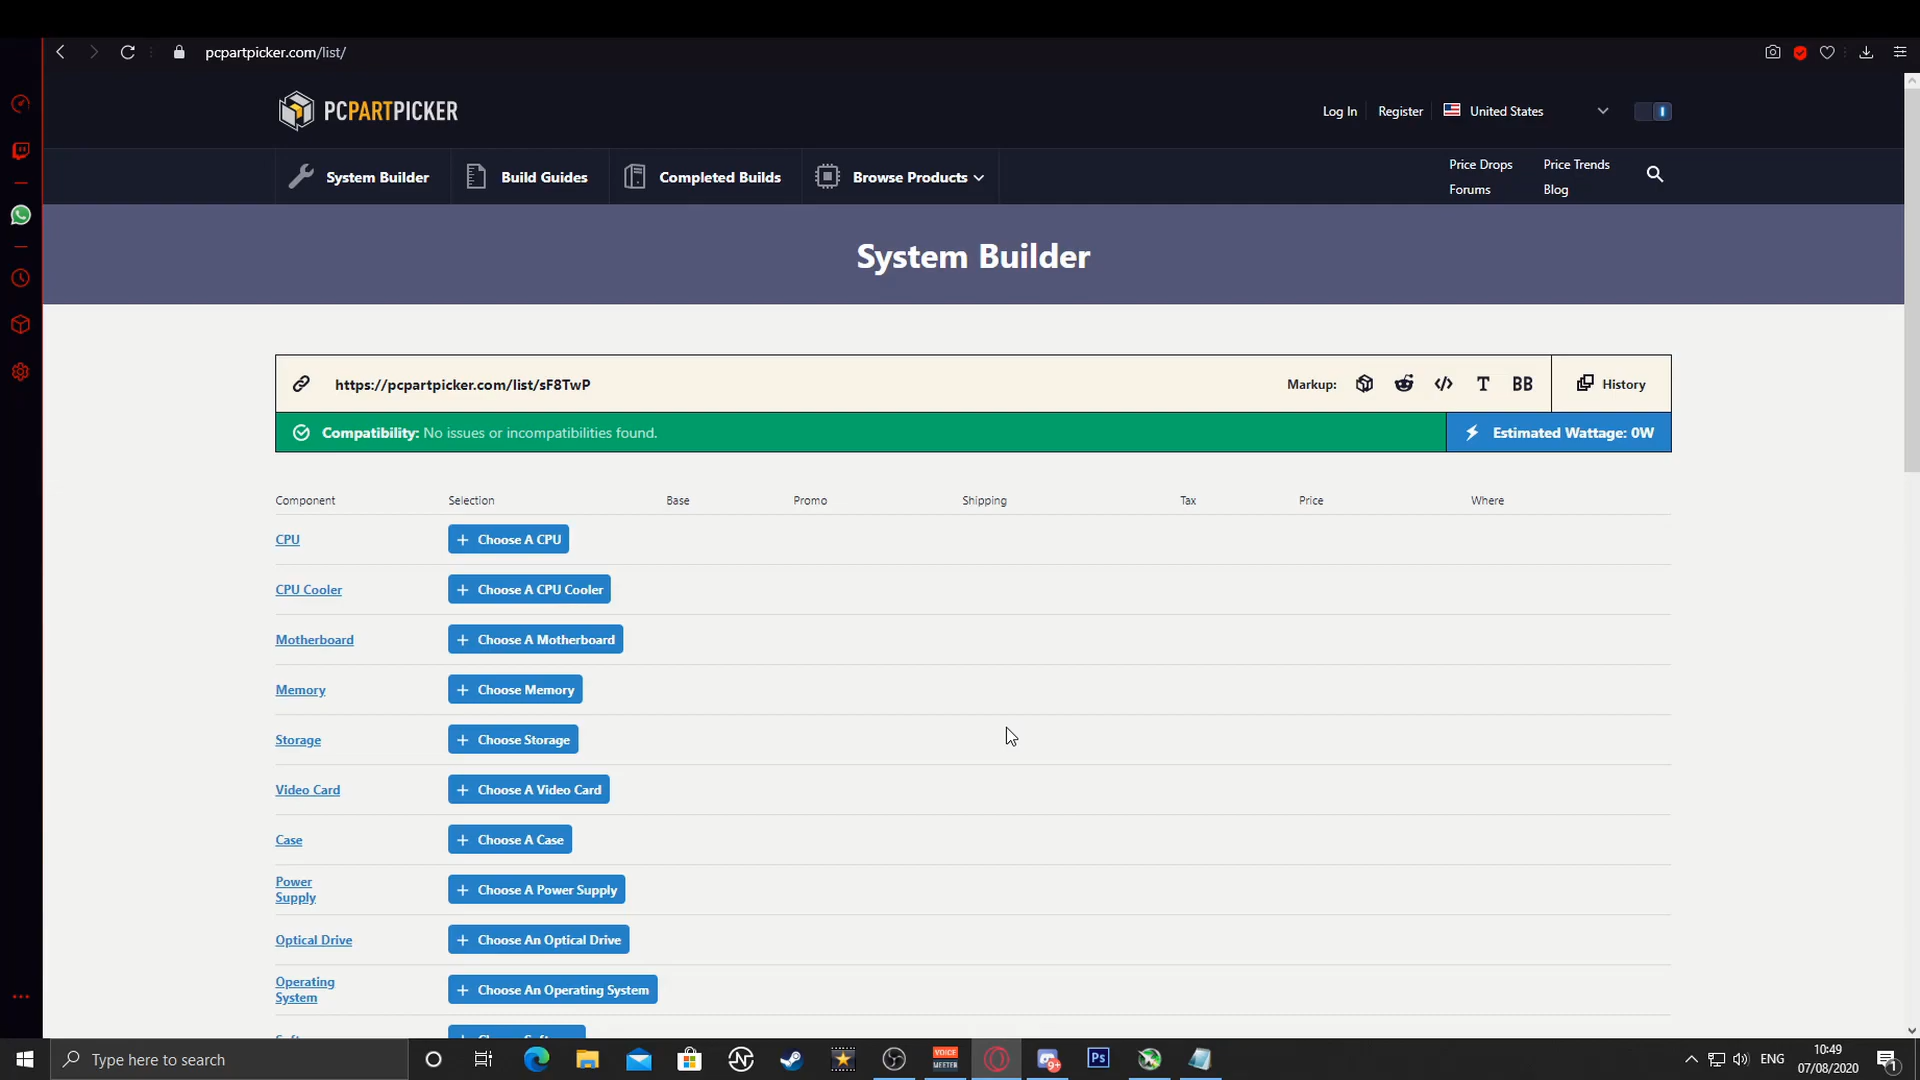 pcpartpicker.com/list/
PCPARTPICKER
Log In Register United States
System Builder Build Guides Completed Builds Browse Products
Price Drops Price Trends
Forums Blog
System Builder
https://pcpartpicker.com/list/sF8TwP Markup: T BB History
Compatibility: No issues or incompatibilities found. Estimated Wattage: 0W
Component Selection Base Promo Shipping Tax Price Where
CPU + Choose A CPU
CPU Cooler + Choose A CPU Cooler
Motherboard + Choose A Motherboard
Memory + Choose Memory
Storage + Choose Storage
Video Card + Choose A Video Card
Case + Choose A Case
Power
Supply
+ Choose A Power Supply
Optical Drive + Choose An Optical Drive
Operating
System
+ Choose An Operating System
Type here to search
VOICE
MEETER
9+
Ps
ENG
10:49
07/08/2020
1